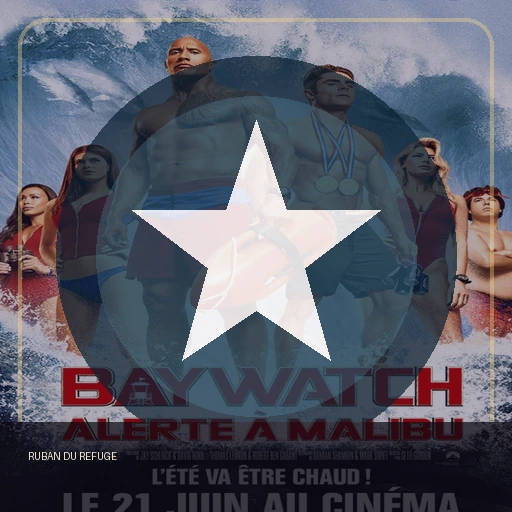 BAYWATCH
ALERTE À MALIBU
RUBAN DU REFUGE
L'ÉTÉ VA ÊTRE CHAUD !
LE 21 JUIN AU CINÉMA